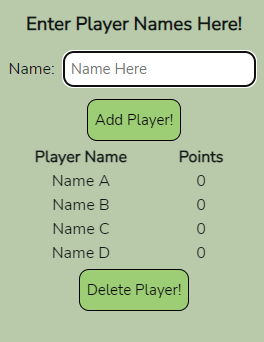 Enter Player Names Here!
Name: Name Here
Add Player!
Player Name Points
Name A 0
Name B 0
Name C 0
Name D 0
Delete Player!